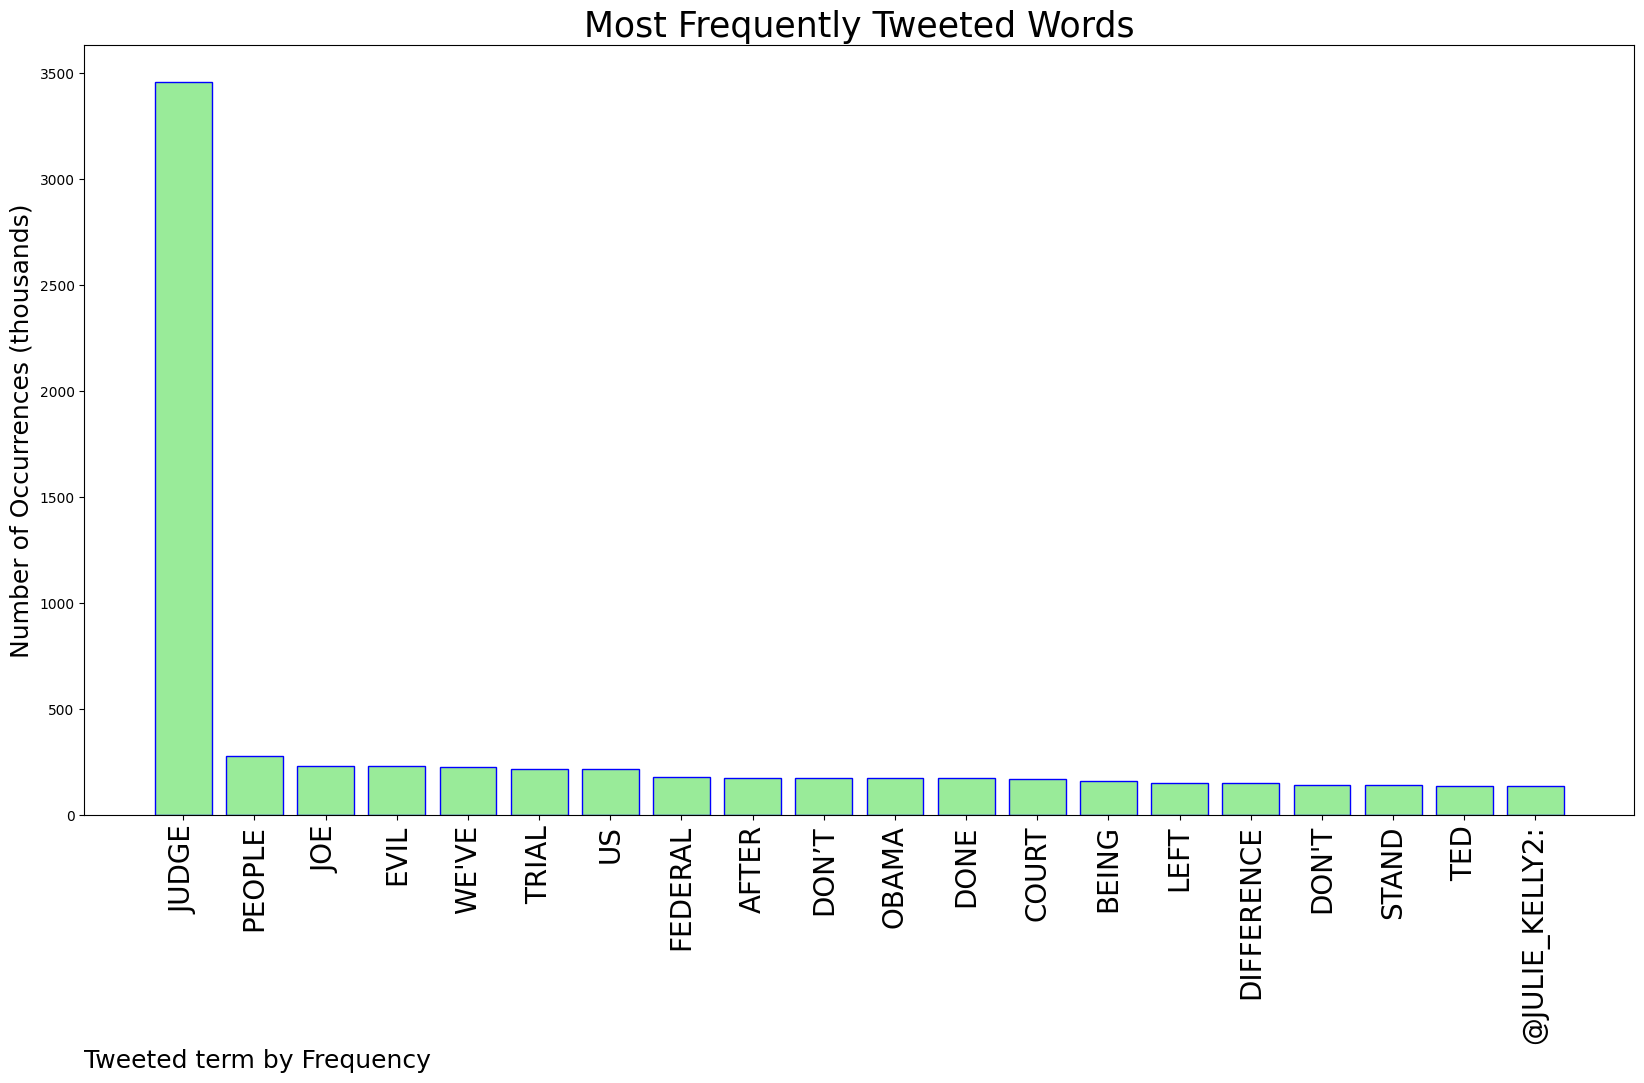 Most Frequently Tweeted Words
Number of Occurrences (thousands)
3500
3000
2500
2000
1500
1000
500
0
JUDGE
PEOPLE
JOE
EVIL
WE'VE
TRIAL
US
FEDERAL
AFTER
DON’T
OBAMA
DONE
COURT
BEING
LEFT
DIFFERENCE
DON'T
STAND
TED
@JULIE_KELLY2:
Tweeted term by Frequency